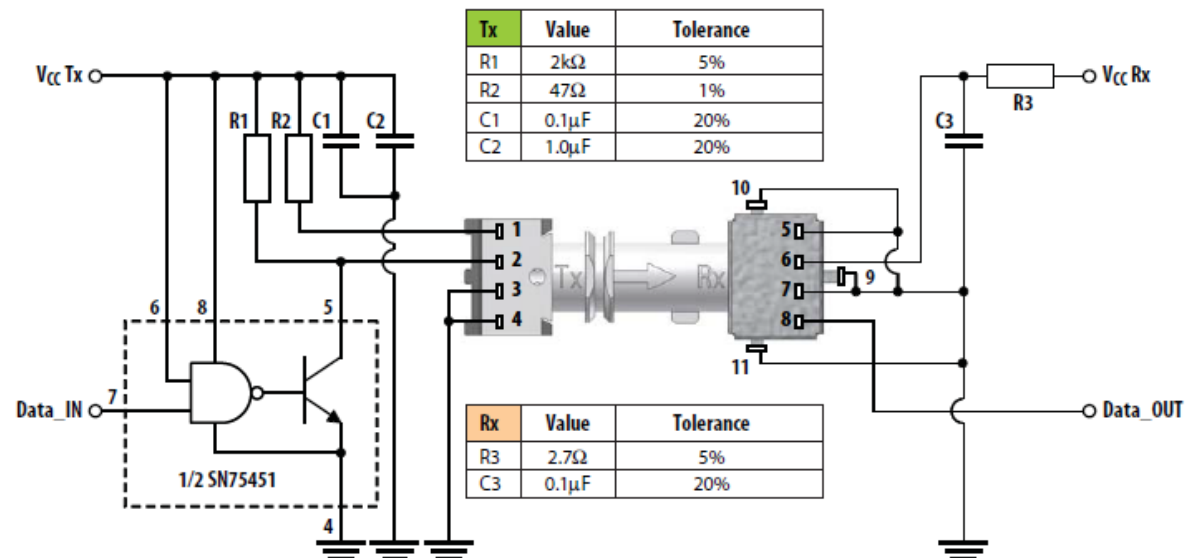 Tx Value Tolerance
R1 2kΩ 5%
R2 47Ω 1%
C1 0.1μF 20%
C2 1.0μF 20%
VCC Tx
R1 R2 C1 C2
VCC Rx
R3
C3
10
1
2
3
4
Tx
Rx
5
6
7
8
9
11
6 8 5
7
Data_IN
1/2 SN75451
4
Data_OUT
Rx Value Tolerance
R3 2.7Ω 5%
C3 0.1μF 20%